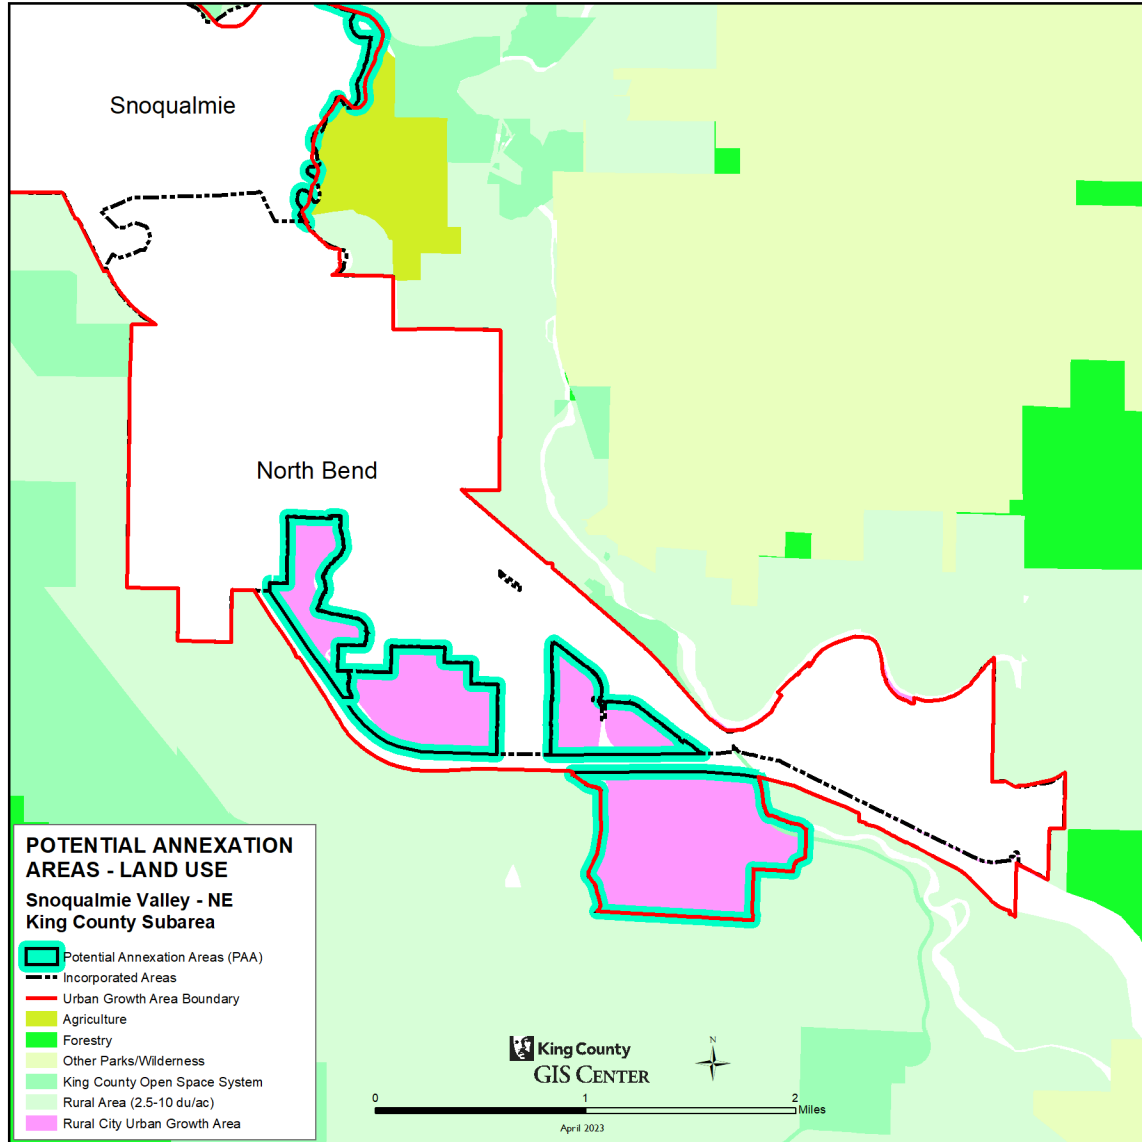 Snoqualmie
North Bend
POTENTIAL ANNEXATION
AREAS - LAND USE
Snoqualmie Valley - NE
King County Subarea
Potential Annexation Areas (PAA)
Incorporated Areas
Urban Growth Area Boundary
Agriculture
Forestry
Other Parks/Wilderness
King County Open Space System
Rural Area (2.5-10 du/ac)
Rural City Urban Growth Area
King County
GIS CENTER
N
0 1 2
Miles
April 2023